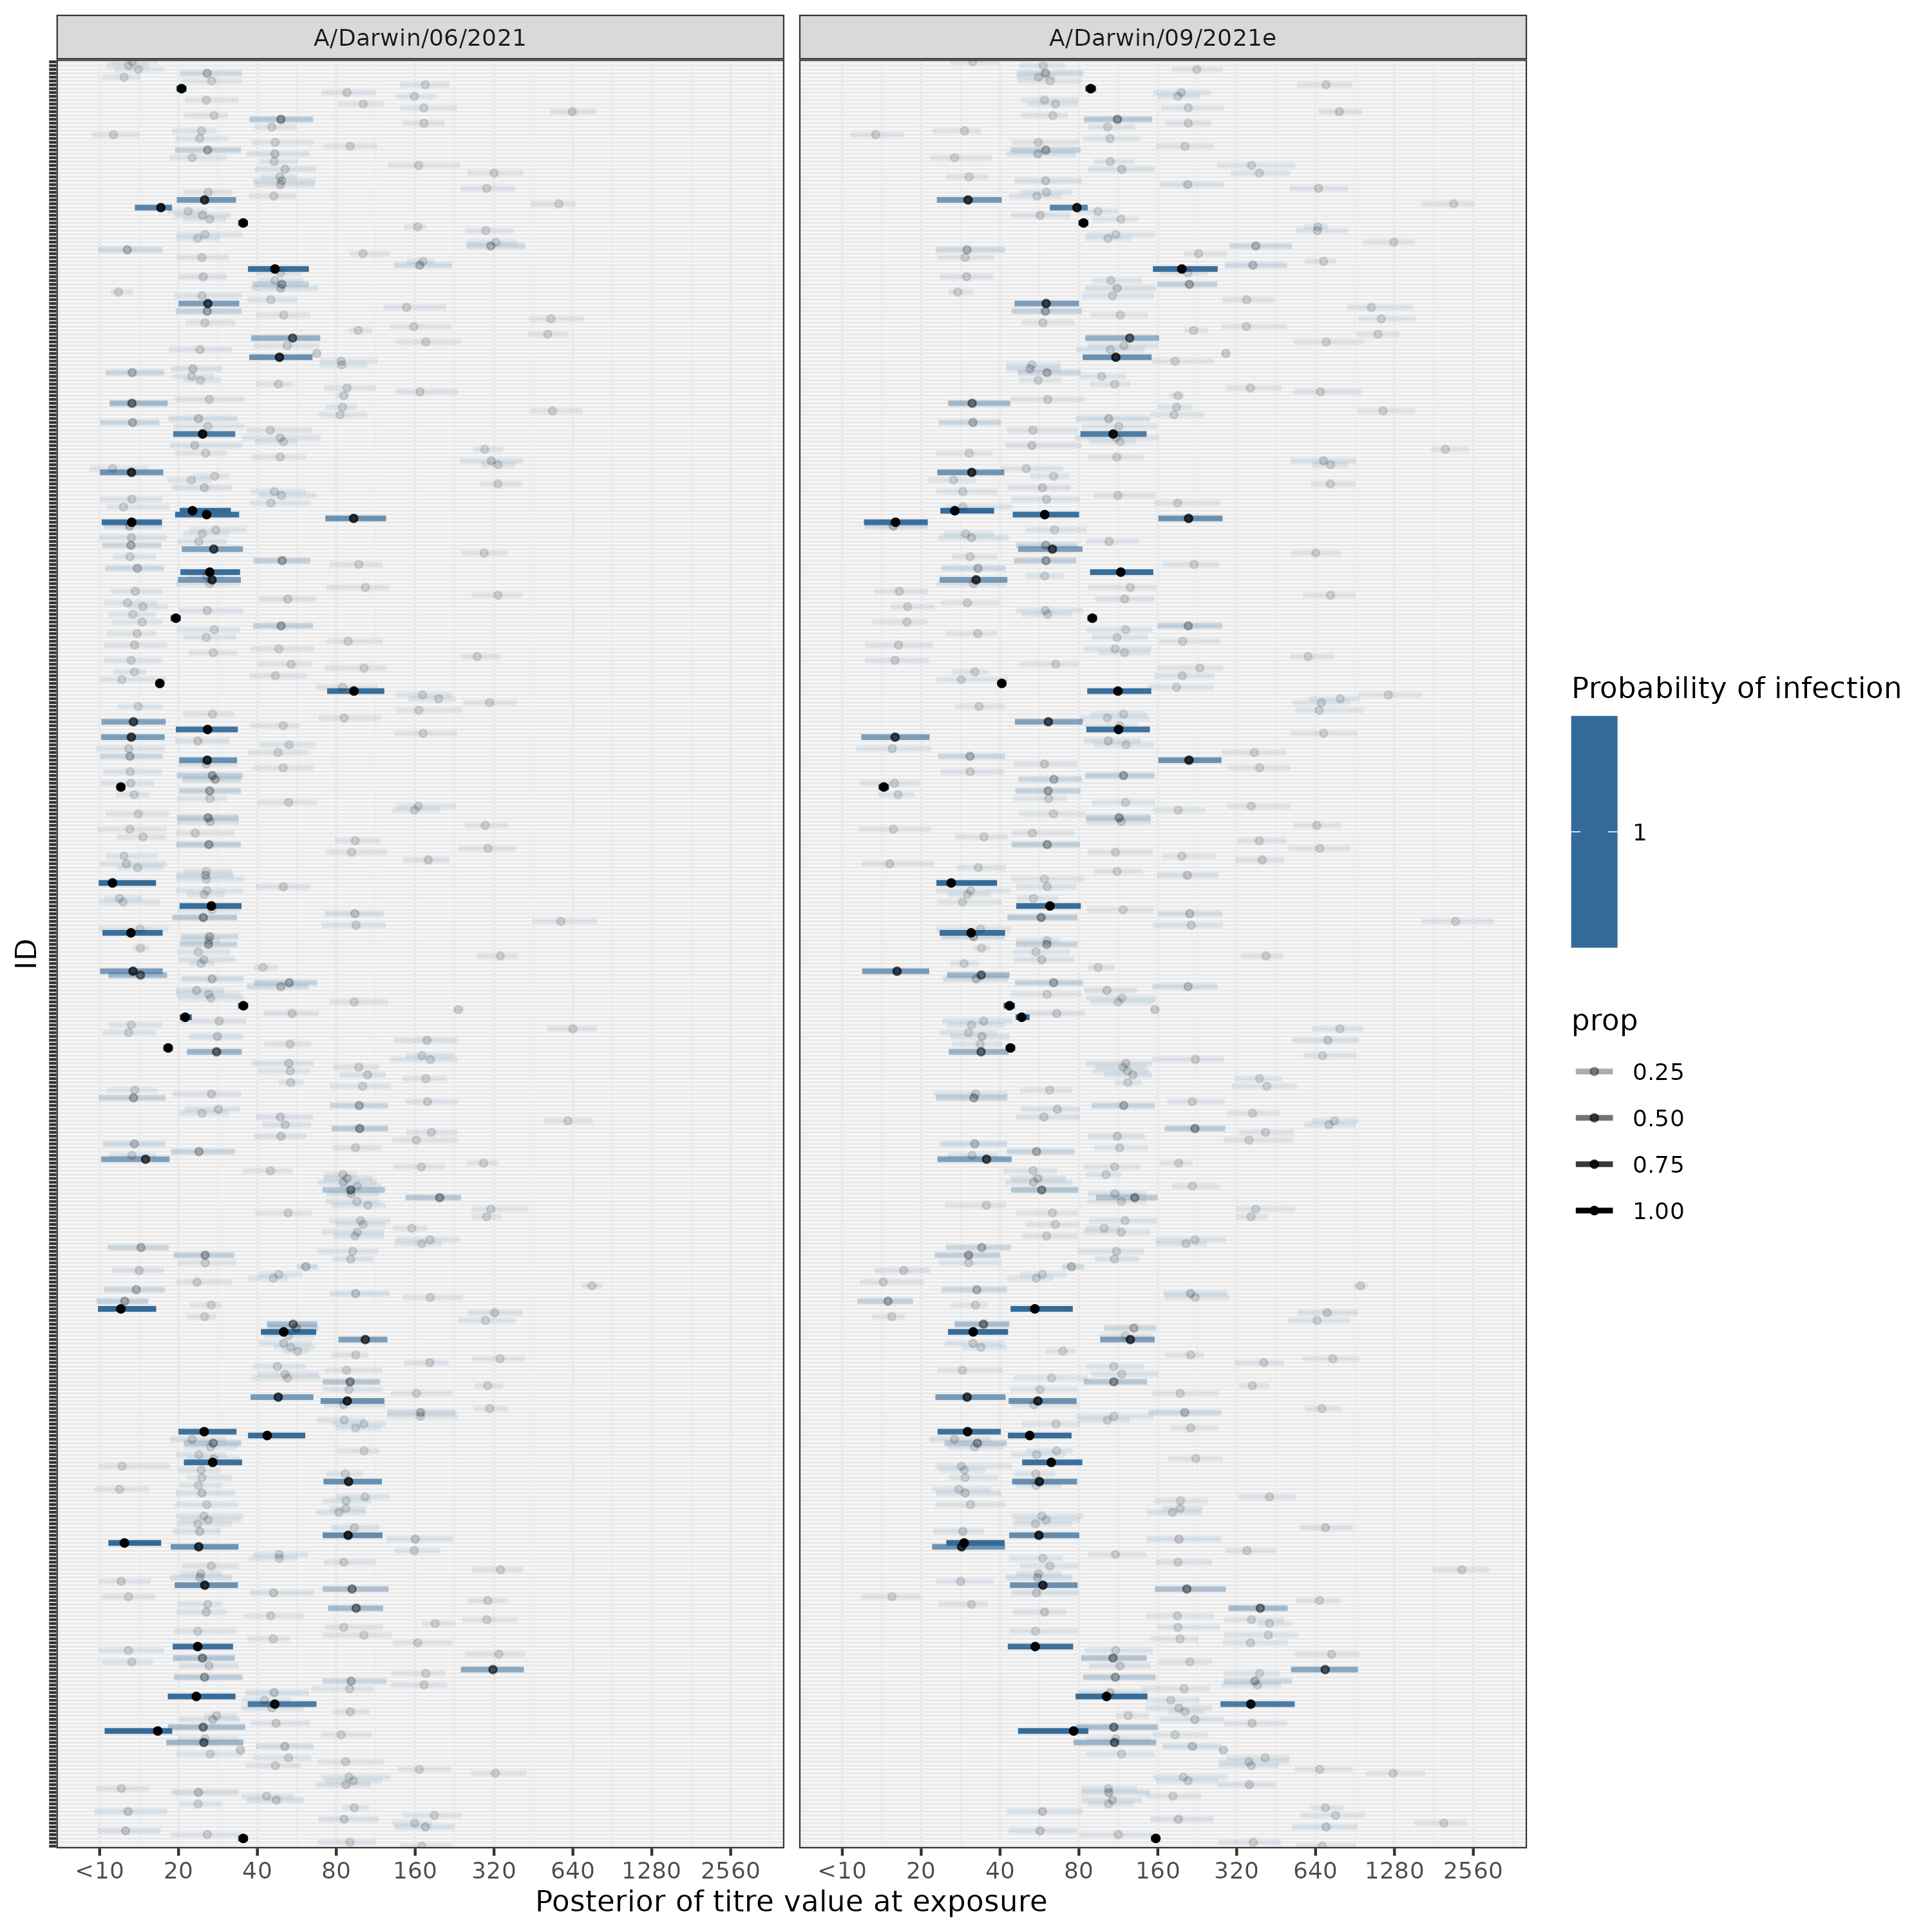 A/Darwin/06/2021
A/Darwin/09/2021e
ID
<10 20 40 80 160 320 640 1280 2560
<10 20 40 80 160 320 640 1280 2560
Posterior of titre value at exposure
Probability of infection
1
prop
0.25
0.50
0.75
1.00